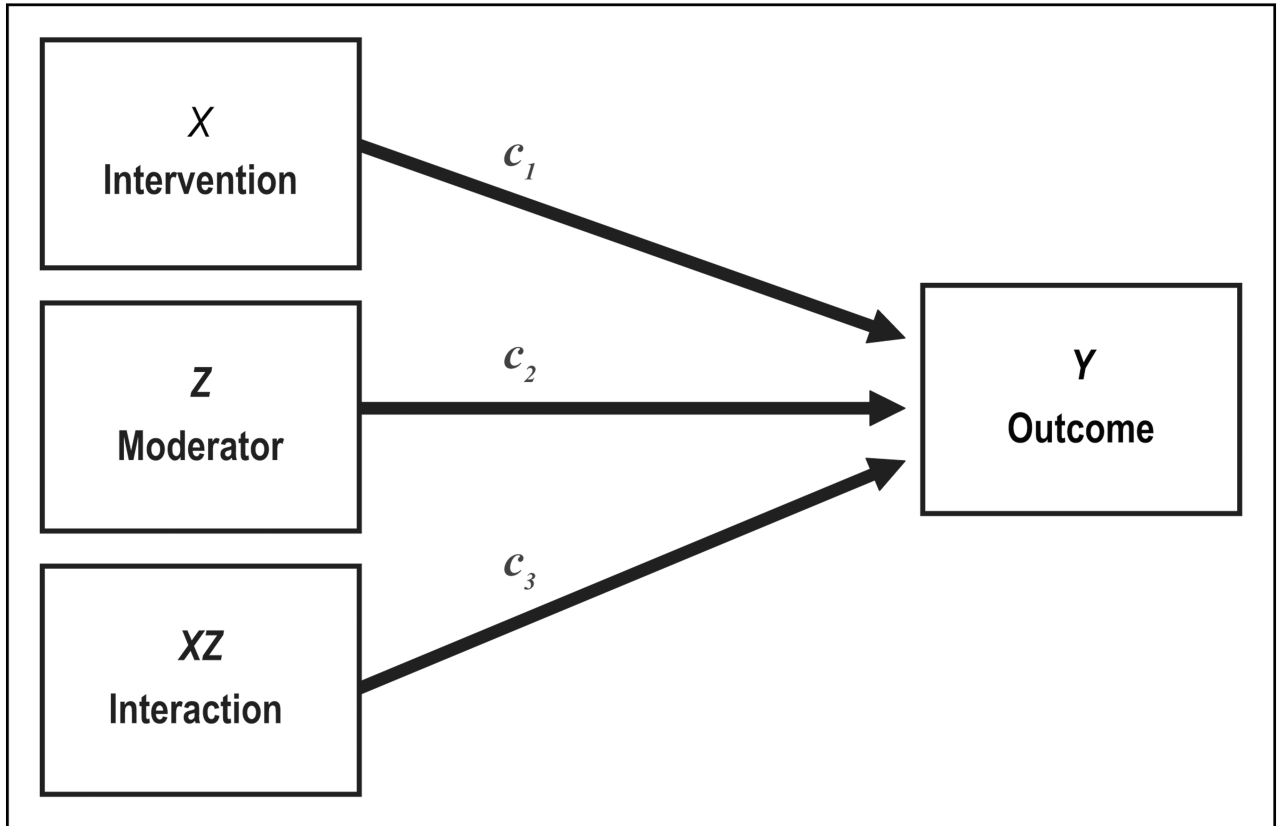 X
Intervention
c1
Z
Moderator
c2
Y
Outcome
XZ
Interaction
c3